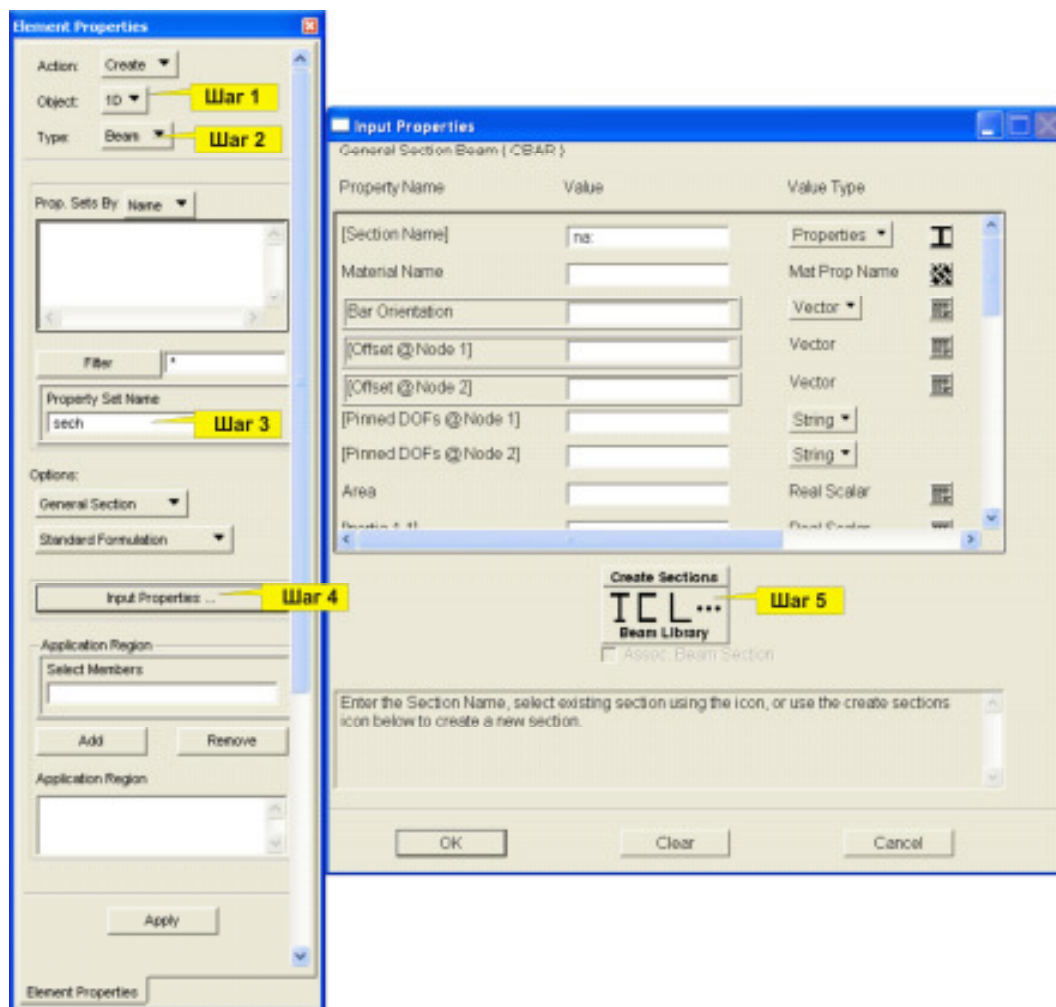 Element Properties
Action: Create
Object: 1D
Шаг 1
Type: Beam
Шаг 2
Prop. Sets By Name
Filter *
Property Set Name
sech
Шаг 3
Options:
General Section
Standard Formulation
Input Properties ...
Шаг 4
Application Region
Select Members
Add Remove
Application Region
Apply
Element Properties
Input Properties
General Section Beam ( CBAR )
Property Name Value Value Type
[Section Name] na: Properties
Material Name Mat Prop Name
[Bar Orientation Vector
[Offset @ Node 1] Vector
[Offset @ Node 2] Vector
[Pinned DOFs @ Node 1] String
[Pinned DOFs @ Node 2] String
Area Real Scalar
Real Scalar
Create Sections
Шаг 5
Beam Library
Assoc. Beam Section
Enter the Section Name, select existing section using the icon, or use the create sections
icon below to create a new section.
OK Clear Cancel